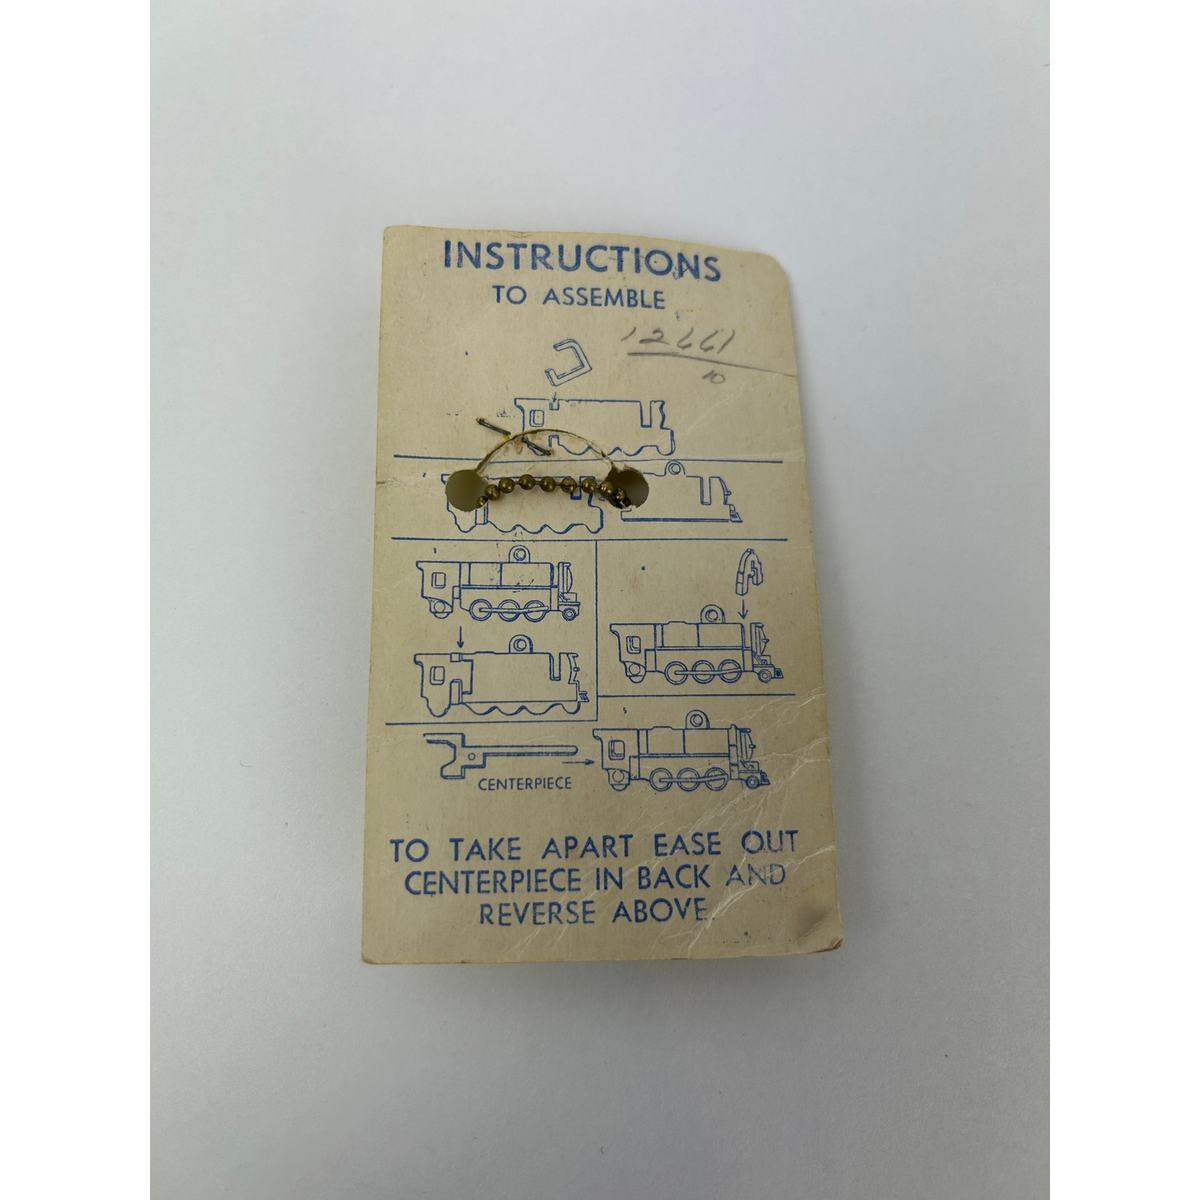 INSTRUCTIONS
TO ASSEMBLE
12661
10
CENTERPIECE
TO TAKE APART EASE OUT
CENTERPIECE IN BACK AND
REVERSE ABOVE.